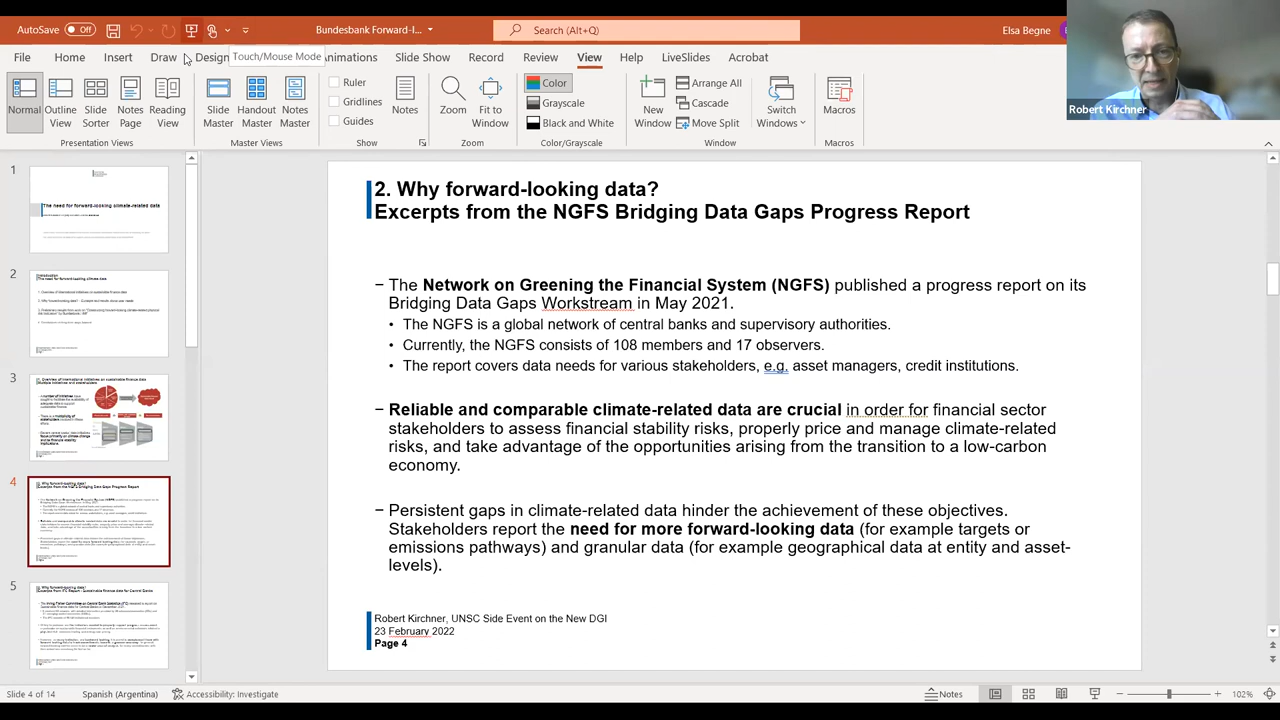 AutoSave Off
Bundesbank Forward-I...
Search (Alt+Q)
Elsa Begne
File Home Insert Draw Design Touch/Mouse Mode Animations Slide Show Record Review View Help LiveSlides Acrobat
Normal Outline View Slide Sorter Notes Page Reading View
Presentation Views
Slide Master Handout Master Notes Master
Master Views
Ruler
Gridlines
Guides
Show
Notes
Zoom Fit to Window
Zoom
Color
Grayscale
Black and White
Color/Grayscale
New Window
Arrange All
Cascade
Move Split
Switch Windows
Window
Macros
Macros
Robert Kirchner
1
The need for forward-looking climate-related data
2
3
4
5
2. Why forward-looking data?
Excerpts from the NGFS Bridging Data Gaps Progress Report
− The Network on Greening the Financial System (NGFS) published a progress report on its
Bridging Data Gaps Workstream in May 2021.
• The NGFS is a global network of central banks and supervisory authorities.
• Currently, the NGFS consists of 108 members and 17 observers.
• The report covers data needs for various stakeholders, e.g. asset managers, credit institutions.
− Reliable and comparable climate-related data are crucial in order for financial sector
stakeholders to assess financial stability risks, properly price and manage climate-related
risks, and take advantage of the opportunities arising from the transition to a low-carbon
economy.
− Persistent gaps in climate-related data hinder the achievement of these objectives.
Stakeholders report the need for more forward-looking data (for example targets or
emissions pathways) and granular data (for example geographical data at entity and asset-
levels).
Robert Kirchner, UNSC Side Event on the New DGI
23 February 2022
Page 4
Slide 4 of 14 Spanish (Argentina) Accessibility: Investigate
Notes
102%